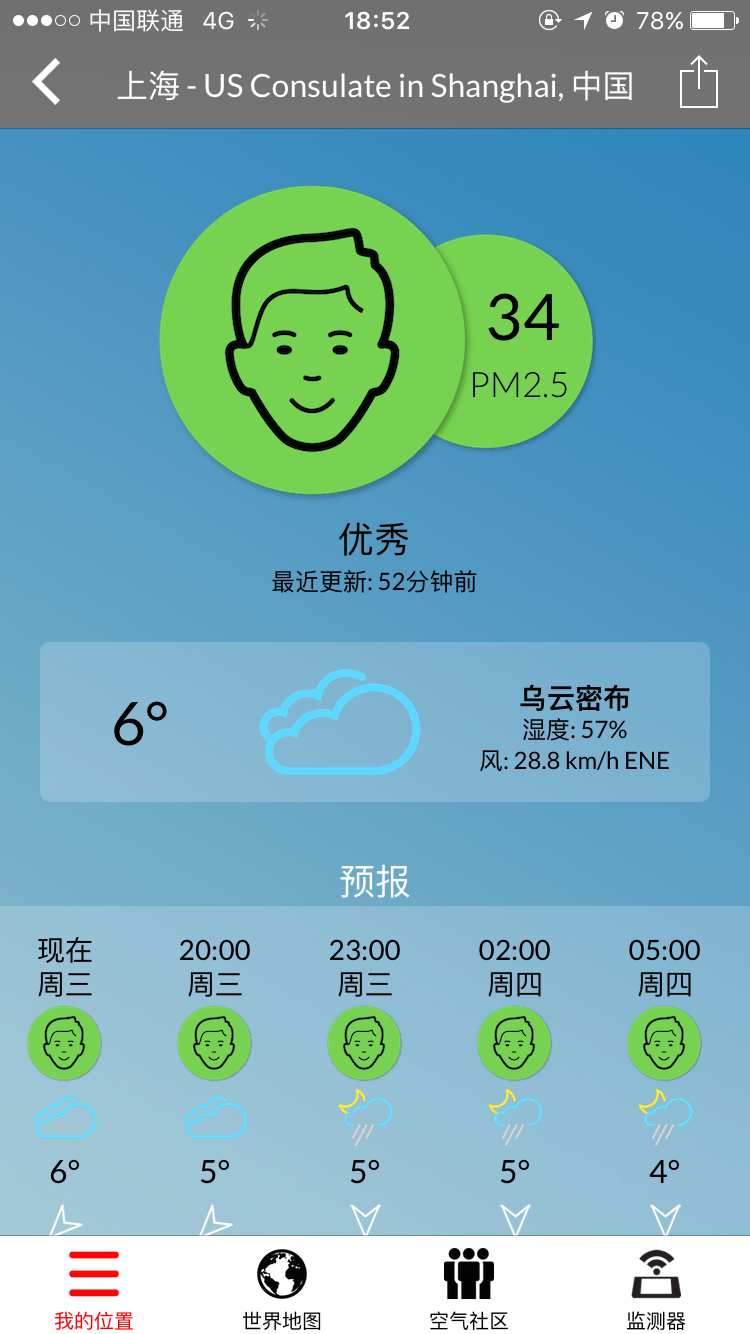 中国联通 4G 18:52 78%
上海 - US Consulate in Shanghai, 中国
34
PM2.5
优秀
最近更新: 52分钟前
6°
乌云密布
湿度: 57%
风: 28.8 km/h ENE
预报
现在 20:00 23:00 02:00 05:00
周三 周三 周三 周四 周四
6° 5° 5° 5° 4°
我的位置 世界地图 空气社区 监测器